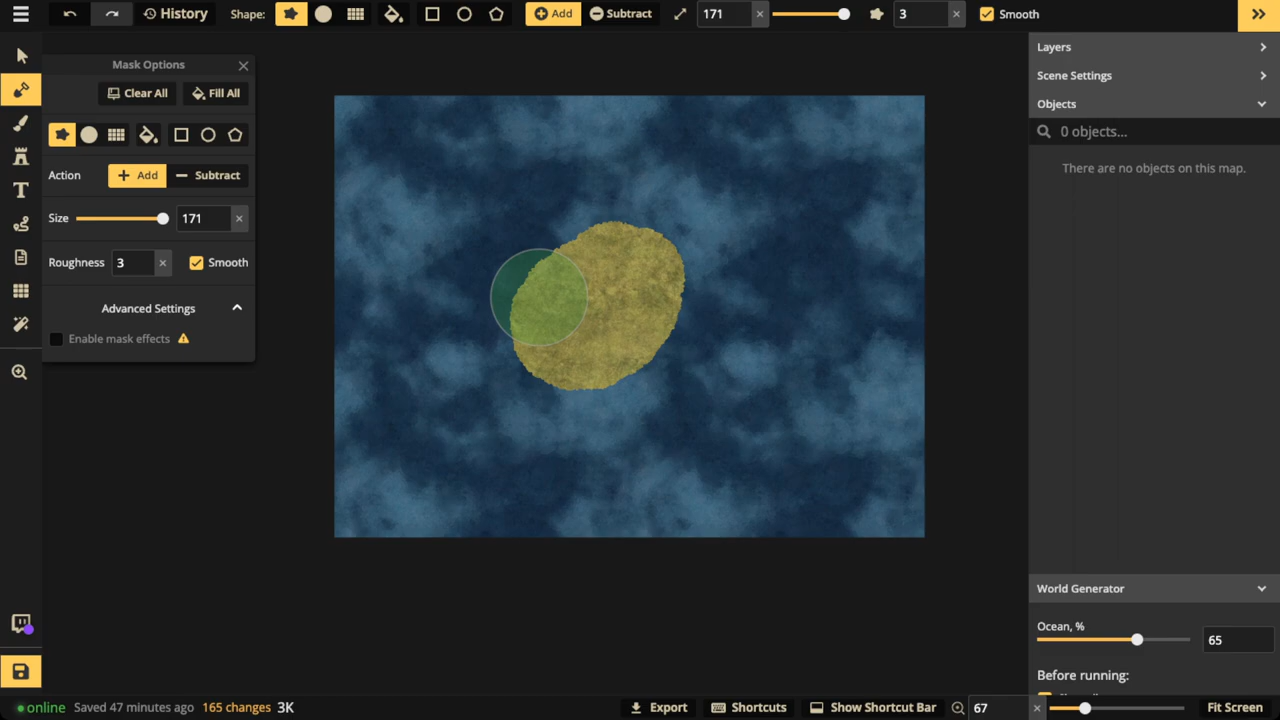 History
Shape:
Add
Subtract
171
3
Smooth
Mask Options
Clear All
Fill All
Action
Add
Subtract
Size
171
Roughness
3
Smooth
Advanced Settings
Enable mask effects
Layers
Scene Settings
Objects
0 objects...
There are no objects on this map.
World Generator
Ocean, %
65
Before running:
online
Saved 47 minutes ago
165 changes
3K
Export
Shortcuts
Show Shortcut Bar
67
Fit Screen